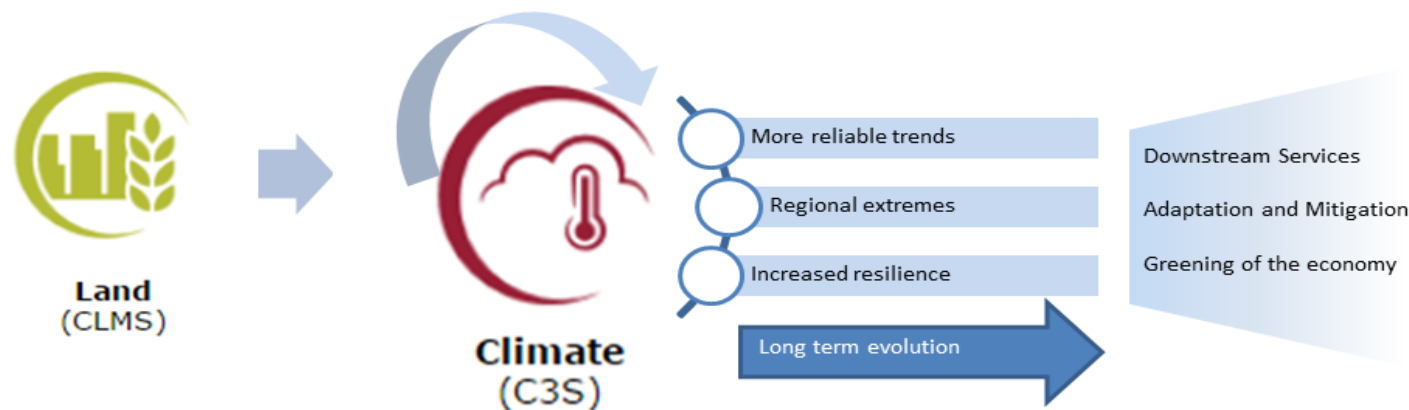 Land
(CLMS)
Climate
(C3S)
More reliable trends
Regional extremes
Increased resilience
Long term evolution
Downstream Services
Adaptation and Mitigation
Greening of the economy